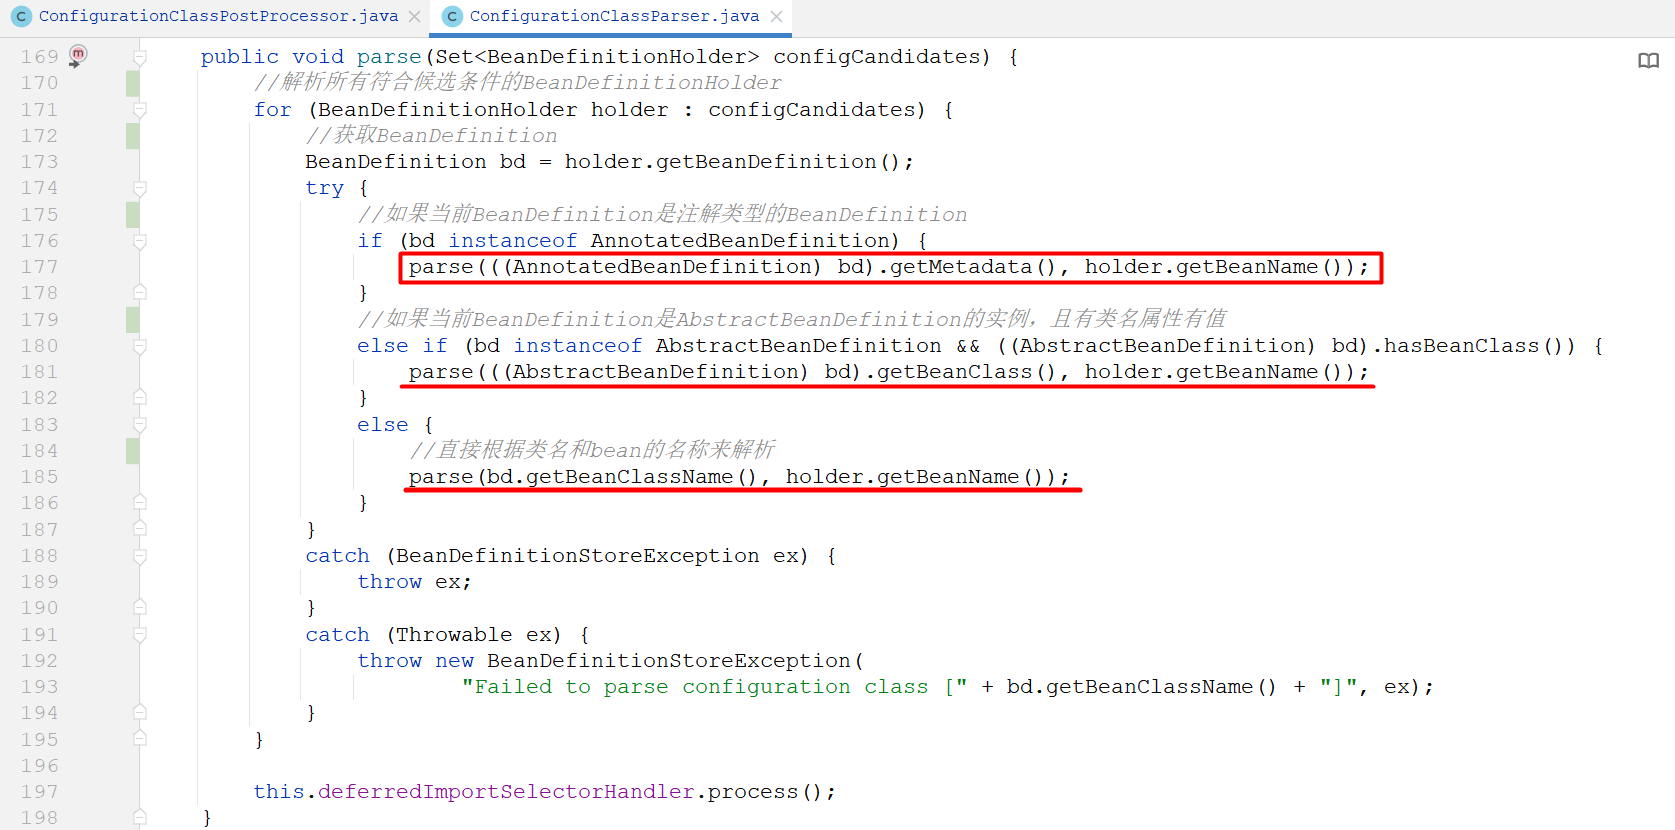 C ConfigurationClassPostProcessor.java × C ConfigurationClassParser.java ×
169 m public void parse(Set<BeanDefinitionHolder> configCandidates) {
170 //解析所有符合候选条件的BeanDefinitionHolder
171 for (BeanDefinitionHolder holder : configCandidates) {
172 //获取BeanDefinition
173 BeanDefinition bd = holder.getBeanDefinition();
174 try {
175 //如果当前BeanDefinition是注解类型的BeanDefinition
176 if (bd instanceof AnnotatedBeanDefinition) {
177 parse(((AnnotatedBeanDefinition) bd).getMetadata(), holder.getBeanName());
178 }
179 //如果当前BeanDefinition是AbstractBeanDefinition的实例，且有类名属性有值
180 else if (bd instanceof AbstractBeanDefinition && ((AbstractBeanDefinition) bd).hasBeanClass()) {
181 parse(((AbstractBeanDefinition) bd).getBeanClass(), holder.getBeanName());
182 }
183 else {
184 //直接根据类名和bean的名称来解析
185 parse(bd.getBeanClassName(), holder.getBeanName());
186 }
187 }
188 catch (BeanDefinitionStoreException ex) {
189 throw ex;
190 }
191 catch (Throwable ex) {
192 throw new BeanDefinitionStoreException(
193 "Failed to parse configuration class [" + bd.getBeanClassName() + "]", ex);
194 }
195 }
196
197 this.deferredImportSelectorHandler.process();
198 }